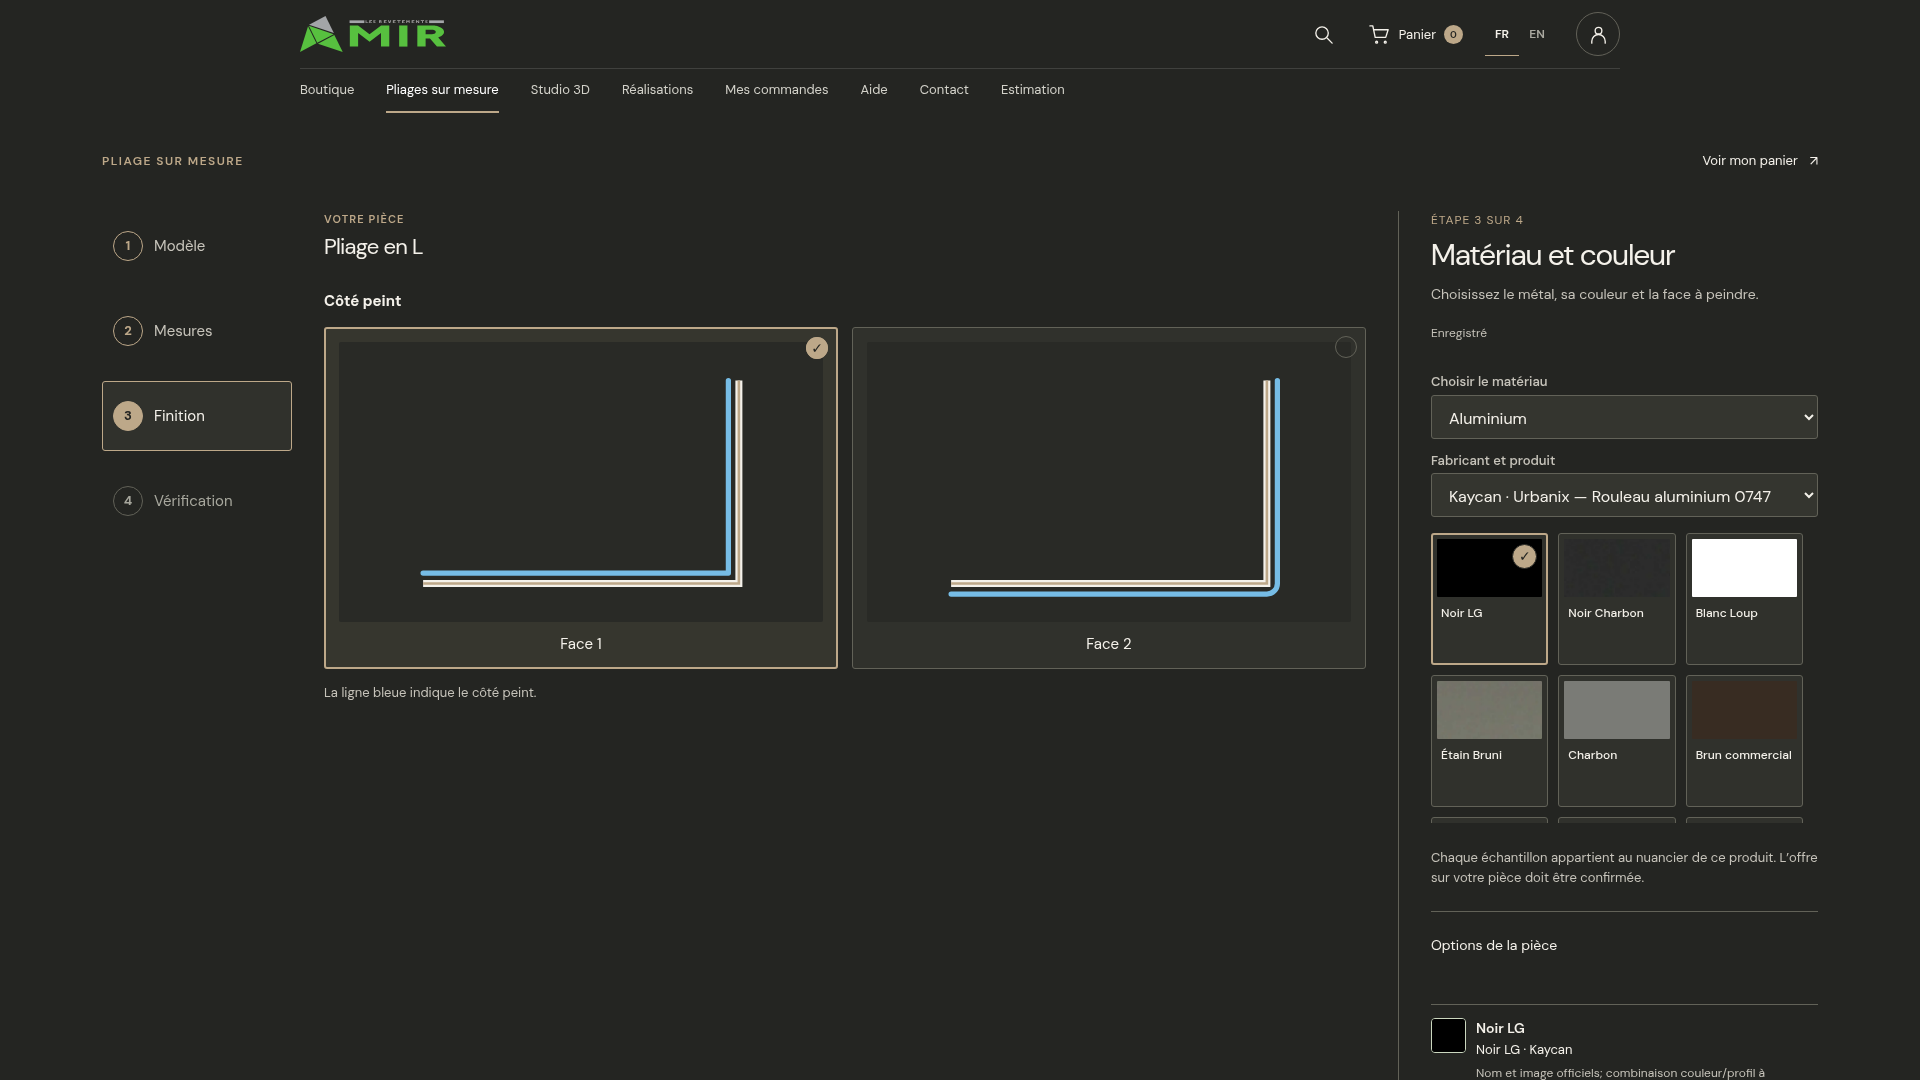 LES REVÊTEMENTS
AMIR
Panier 0
FR
EN
Boutique
Pliages sur mesure
Studio 3D
Réalisations
Mes commandes
Aide
Contact
Estimation
PLIAGE SUR MESURE
Voir mon panier
1 Modèle
2 Mesures
3 Finition
4 Vérification
VOTRE PIÈCE
Pliage en L
Côté peint
Face 1
Face 2
La ligne bleue indique le côté peint.
ÉTAPE 3 SUR 4
Matériau et couleur
Choisissez le métal, sa couleur et la face à peindre.
Enregistré
Choisir le matériau
Aluminium
Fabricant et produit
Kaycan · Urbanix — Rouleau aluminium 0747
Noir LG
Noir Charbon
Blanc Loup
Étain Bruni
Charbon
Brun commercial
Chaque échantillon appartient au nuancier de ce produit. L’offre
sur votre pièce doit être confirmée.
Options de la pièce
Noir LG
Noir LG · Kaycan
Nom et image officiels; combinaison couleur/profil à